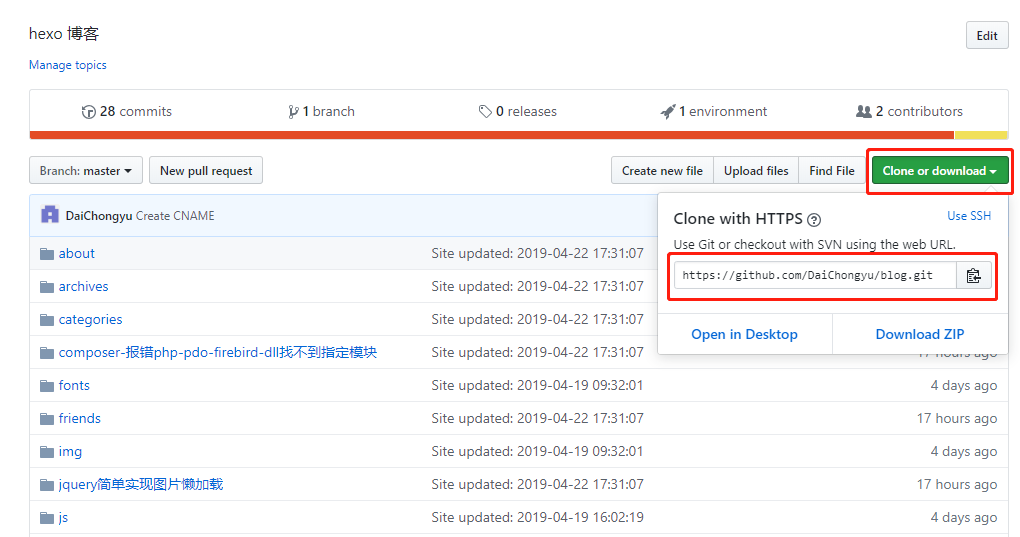 hexo 博客
Edit
Manage topics
28 commits 1 branch 0 releases 1 environment 2 contributors
Branch: master New pull request Create new file Upload files Find File Clone or download
DaiChongyu Create CNAME
Clone with HTTPS Use SSH
Use Git or checkout with SVN using the web URL.
https://github.com/DaiChongyu/blog.git
Open in Desktop Download ZIP
about Site updated: 2019-04-22 17:31:07
archives Site updated: 2019-04-22 17:31:07
categories Site updated: 2019-04-22 17:31:07
composer-报错php-pdo-firebird-dll找不到指定模块 Site updated: 2019-04-22 17:31:07 17 hours ago
fonts Site updated: 2019-04-19 09:32:01 4 days ago
friends Site updated: 2019-04-22 17:31:07 17 hours ago
img Site updated: 2019-04-19 09:32:01 4 days ago
jquery简单实现图片懒加载 Site updated: 2019-04-22 17:31:07 17 hours ago
js Site updated: 2019-04-19 16:02:19 4 days ago